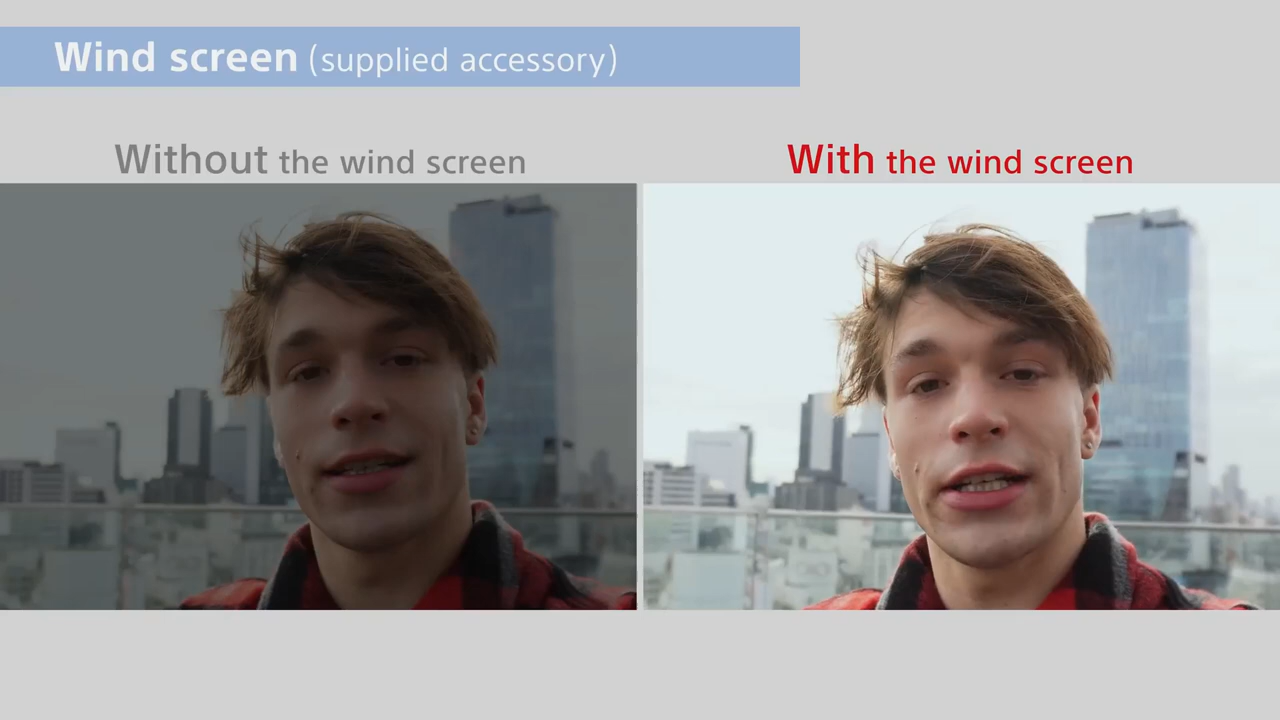 Wind screen (supplied accessory)
Without the wind screen
With the wind screen